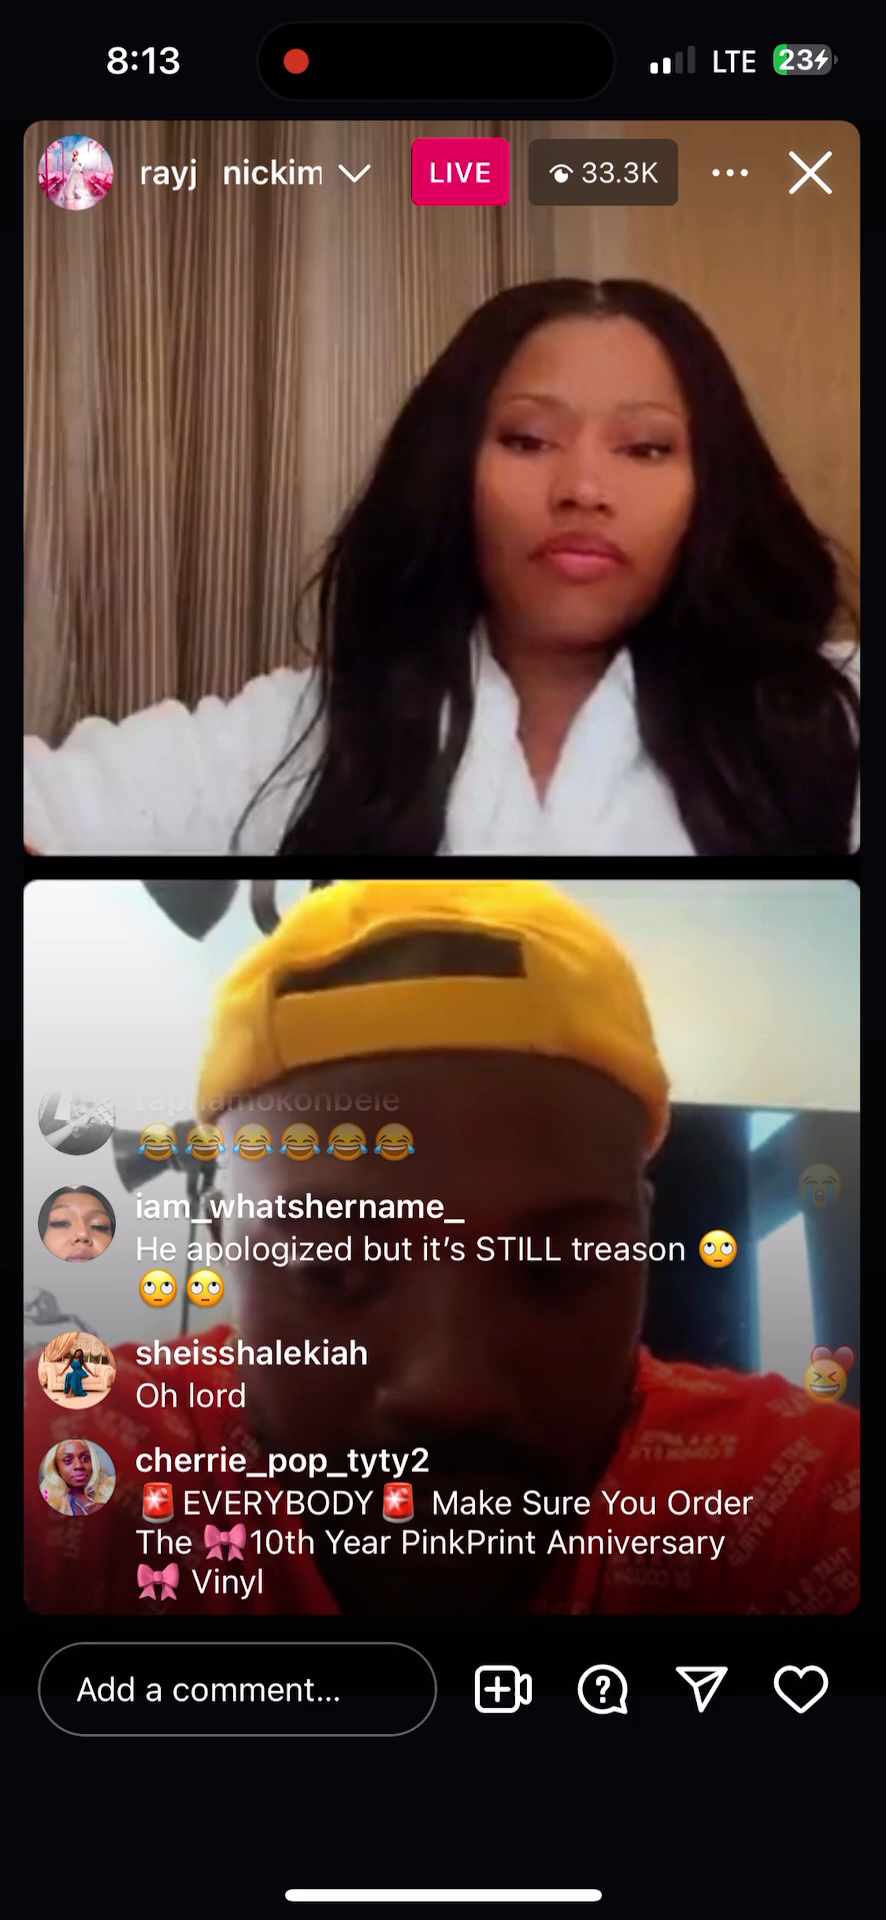 8:13
LTE
23
rayj nickim
LIVE
33.3K
iam_whatshername_
He apologized but it’s STILL treason 🙄
🙄🙄
sheisshalekiah
Oh lord
cherrie_pop_tyty2
🚨EVERYBODY🚨 Make Sure You Order
The 🎀10th Year PinkPrint Anniversary
🎀 Vinyl
Add a comment...